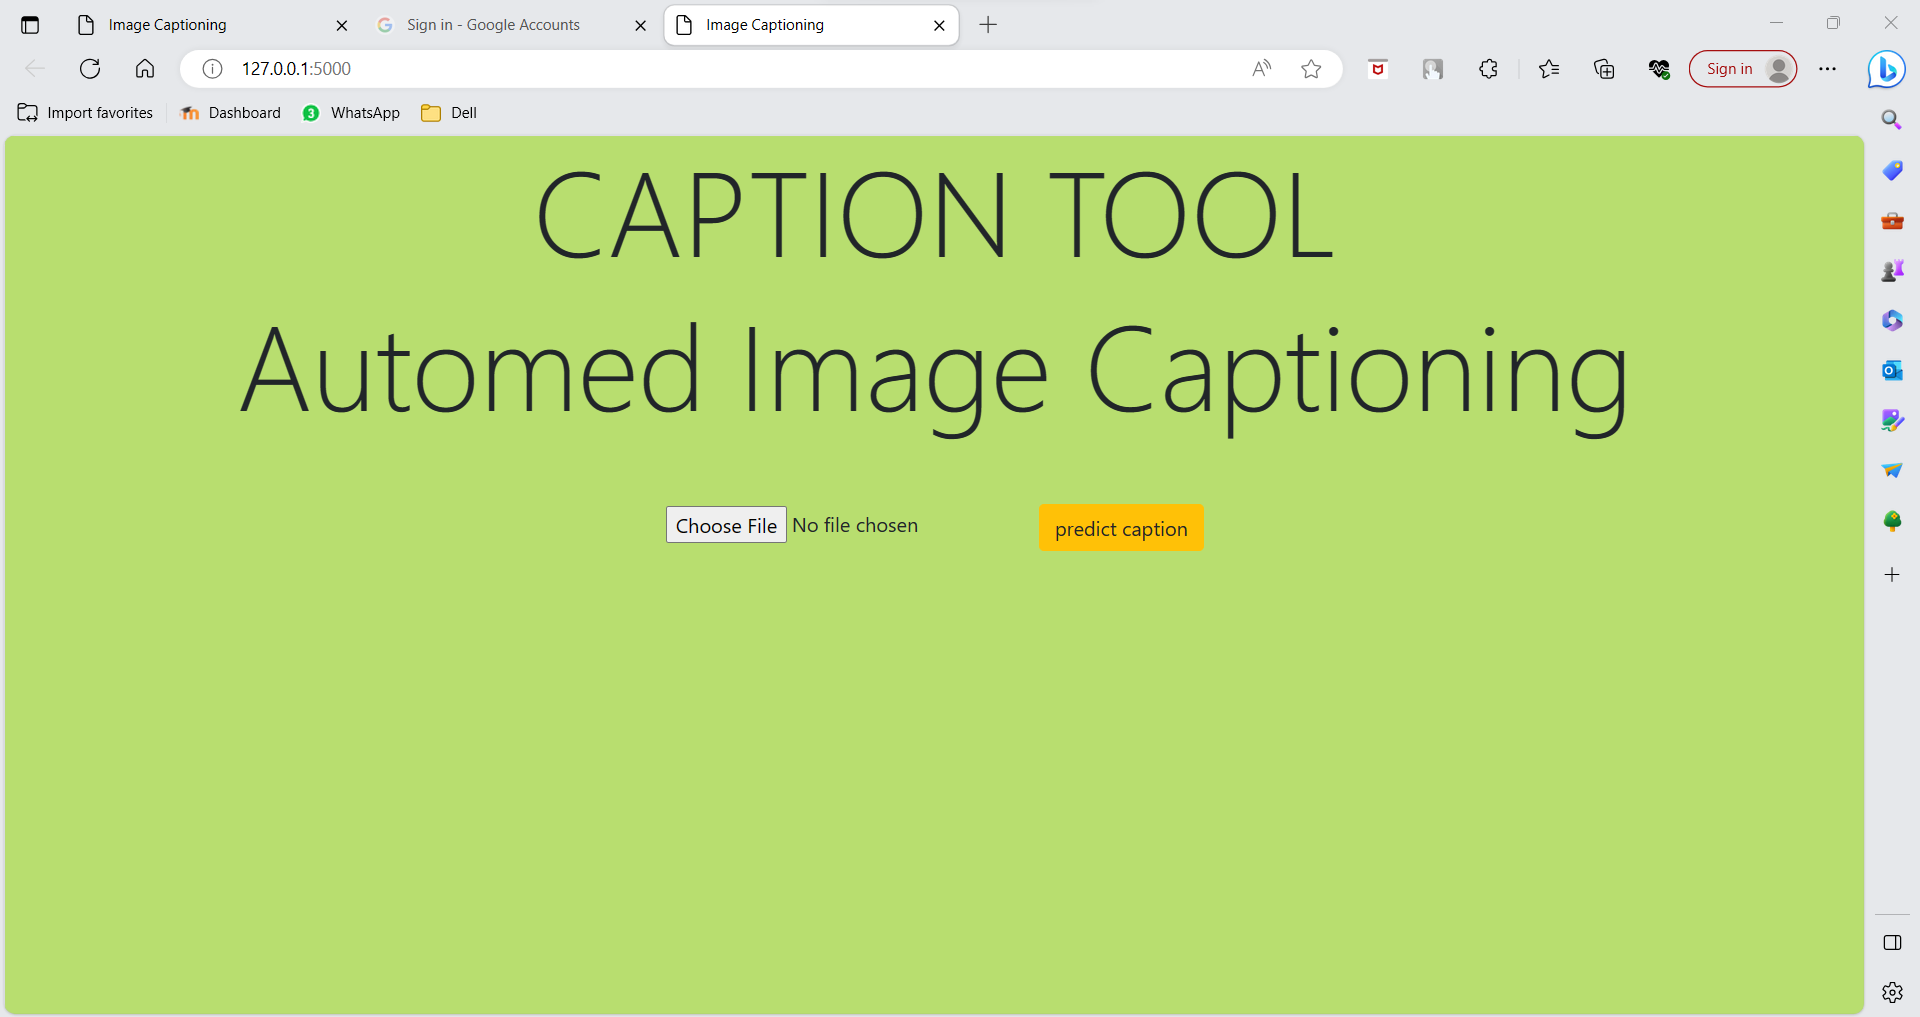 Image Captioning
Sign in - Google Accounts
Image Captioning
127.0.0.1:5000
Sign in
Import favorites
Dashboard
3
WhatsApp
Dell
CAPTION TOOL
Automed Image Captioning
Choose File No file chosen
predict caption